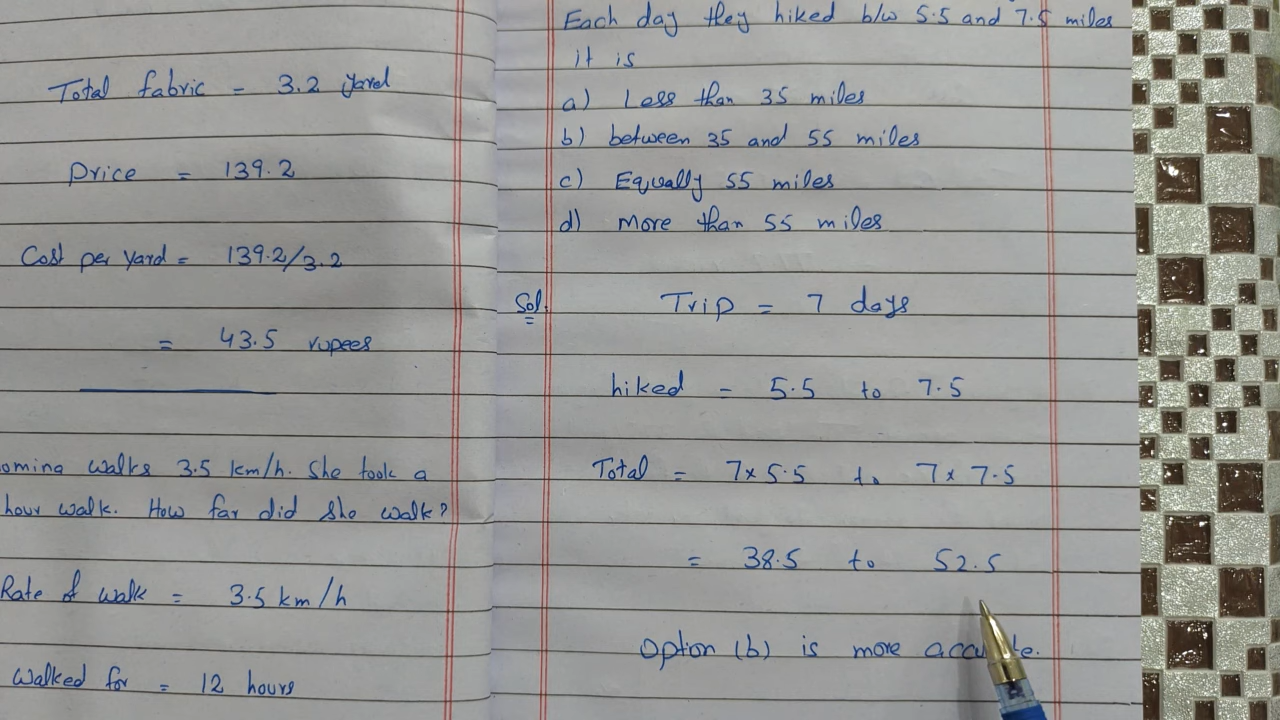 Total fabric = 3.2 yard
Price = 139.2
Cost per yard = 139.2/3.2
= 43.5 rupees
oming walks 3.5 km/h. She took a
hour walk. How far did she walk?
Rate of walk = 3.5 km/h
Walked for = 12 hours
Each day they hiked b/w 5.5 and 7.5 miles
it is
a) Less than 35 miles
b) between 35 and 55 miles
c) Equally 55 miles
d) More than 55 miles
Sol. Trip = 7 days
hiked = 5.5 to 7.5
Total = 7x5.5 to 7x7.5
= 38.5 to 52.5
Option (b) is more